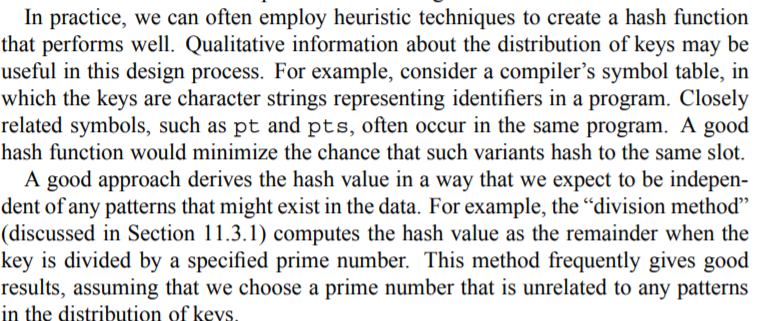 In practice, we can often employ heuristic techniques to create a hash function
that performs well. Qualitative information about the distribution of keys may be
useful in this design process. For example, consider a compiler’s symbol table, in
which the keys are character strings representing identifiers in a program. Closely
related symbols, such as pt and pts, often occur in the same program. A good
hash function would minimize the chance that such variants hash to the same slot.
A good approach derives the hash value in a way that we expect to be indepen-
dent of any patterns that might exist in the data. For example, the “division method”
(discussed in Section 11.3.1) computes the hash value as the remainder when the
key is divided by a specified prime number. This method frequently gives good
results, assuming that we choose a prime number that is unrelated to any patterns
in the distribution of keys.